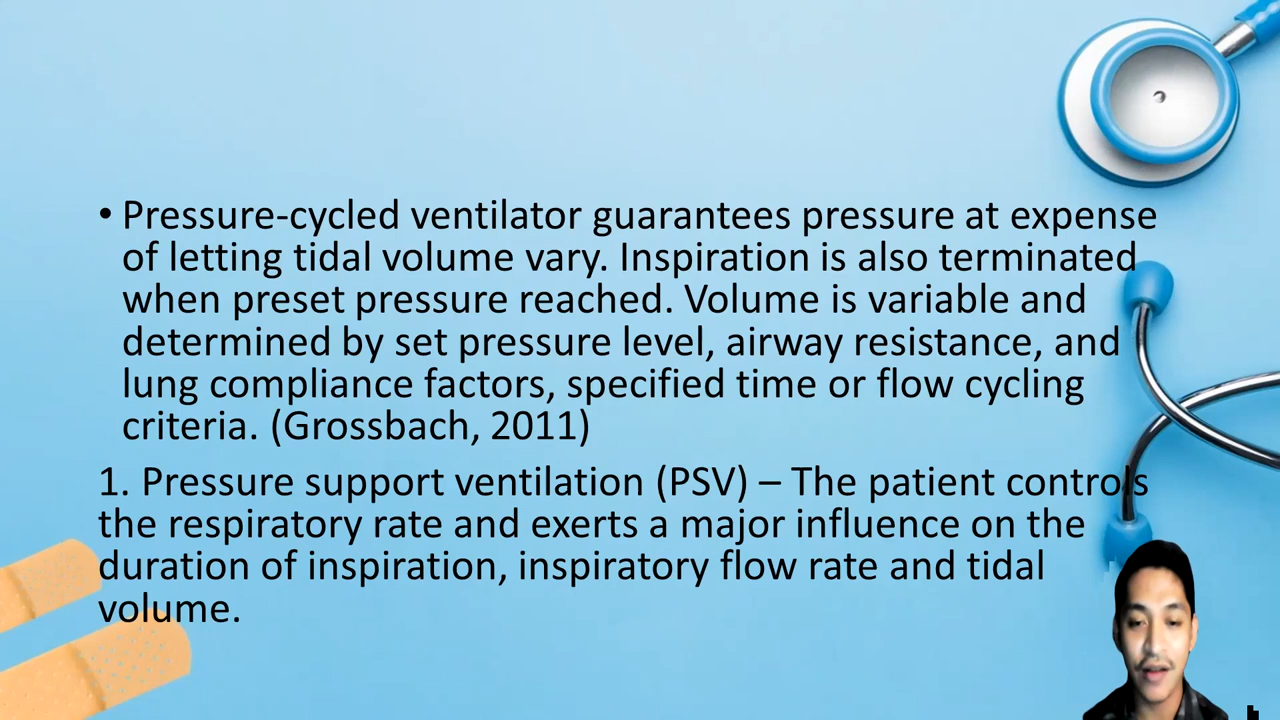 • Pressure-cycled ventilator guarantees pressure at expense
of letting tidal volume vary. Inspiration is also terminated
when preset pressure reached. Volume is variable and
determined by set pressure level, airway resistance, and
lung compliance factors, specified time or flow cycling
criteria. (Grossbach, 2011)
1. Pressure support ventilation (PSV) – The patient controls
the respiratory rate and exerts a major influence on the
duration of inspiration, inspiratory flow rate and tidal
volume.